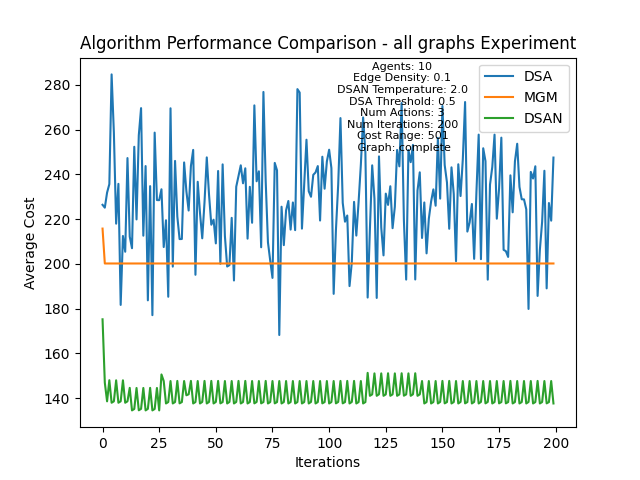 Algorithm Performance Comparison - all graphs Experiment
Agents: 10
Edge Density: 0.1
DSAN Temperature: 2.0
DSA Threshold: 0.5
Num Actions: 3
Num Iterations: 200
Cost Range: 501
Graph: complete
DSA
MGM
DSAN
Average Cost
280
260
240
220
200
180
160
140
0
25
50
75
100
125
150
175
200
Iterations